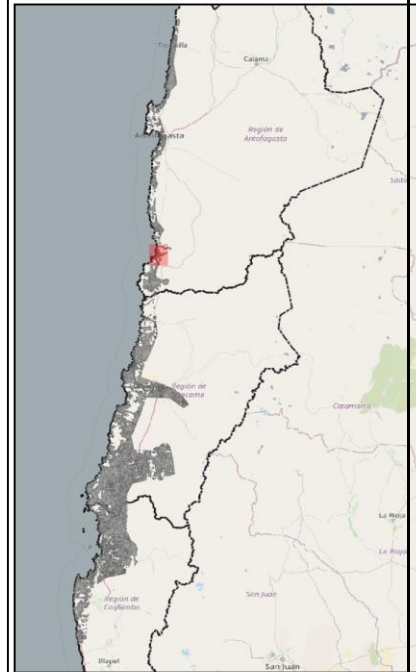 Calama
Región de
Antofagasta
Salta
Región de
Catamarca
La Rioja
La Rioja
San Juan
Región de
Coquimbo
Illapel
San Juan